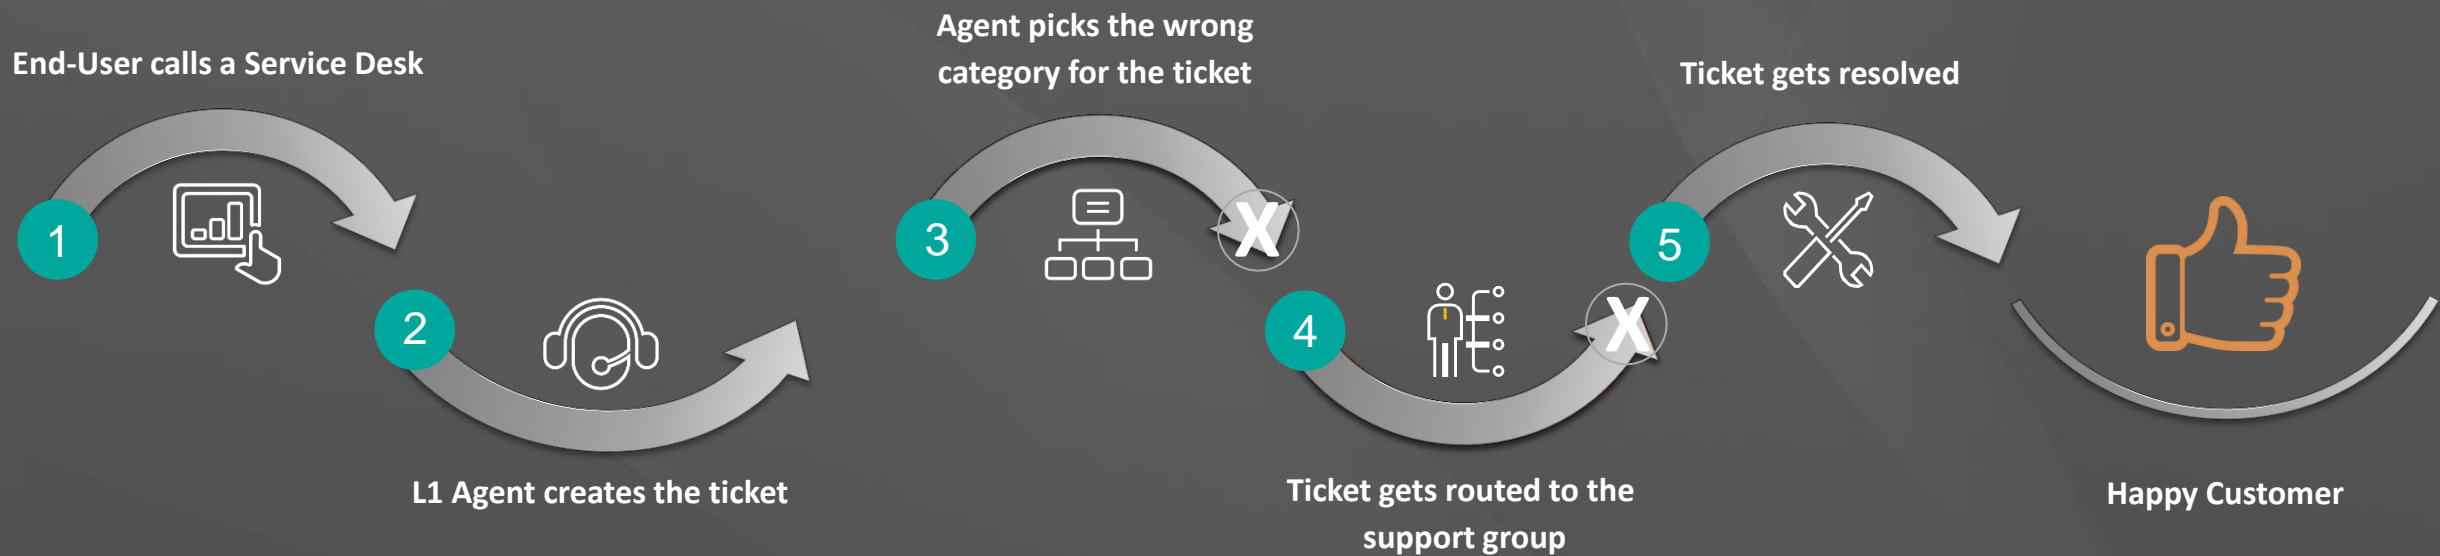 End-User calls a Service Desk
1
2
L1 Agent creates the ticket
Agent picks the wrong
category for the ticket
3
X
4
X
Ticket gets routed to the
support group
Ticket gets resolved
5
Happy Customer